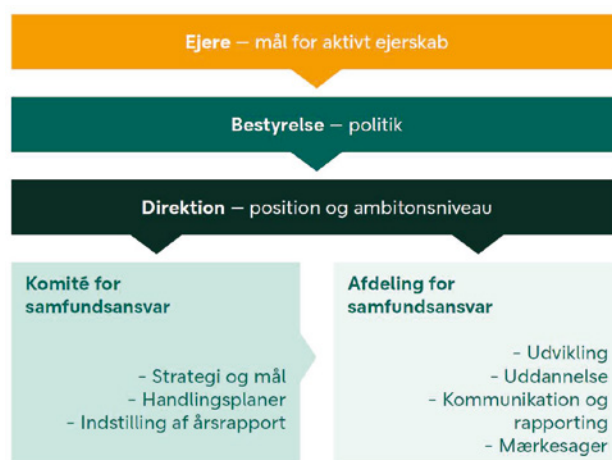 Ejere – mål for aktivt ejerskab
Bestyrelse – politik
Direktion – position og ambitonsniveau
Komité for
samfundsansvar
- Strategi og mål
- Handlingsplaner
- Indstilling af årsrapport
Afdeling for
samfundsansvar
- Udvikling
- Uddannelse
- Kommunikation og
rapporting
- Mærkesager